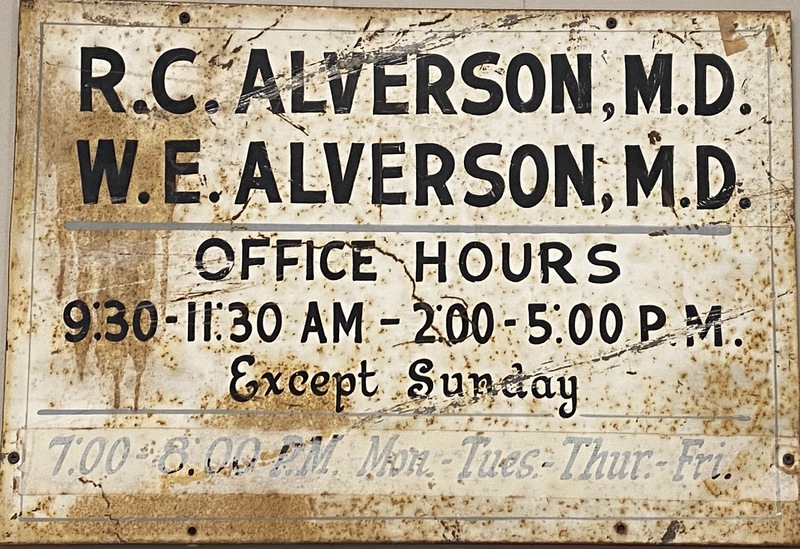 R.C. ALVERSON, M.D.
W.E. ALVERSON, M.D.
OFFICE HOURS
9:30-11:30 AM - 2:00-5:00 P.M.
Except Sunday
7:00-8:00 P.M. Mon.-Tues.-Thur.-Fri.